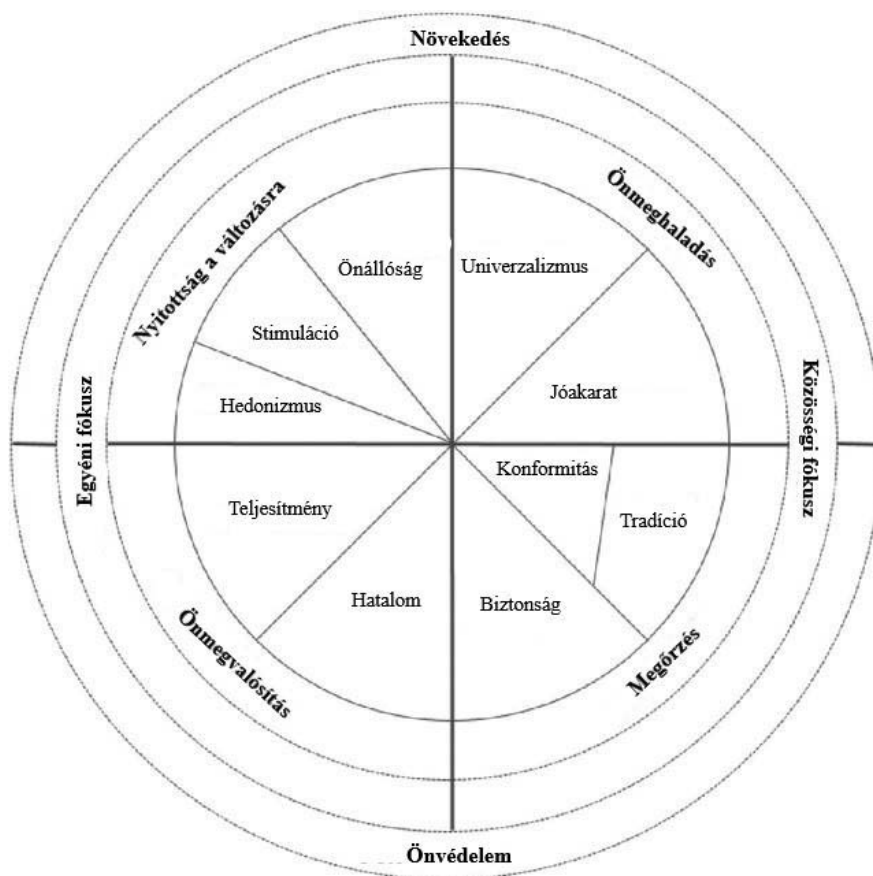 Növekedés
Nyitottság a változásra
Önmeghaladás
Önállóság
Univerzalizmus
Stimuláció
Hedonizmus
Jóakarat
Egyéni fókusz
Közösségi fókusz
Konformitás
Teljesítmény
Tradíció
Hatalom
Biztonság
Önmegvalósítás
Megőrzés
Önvédelem